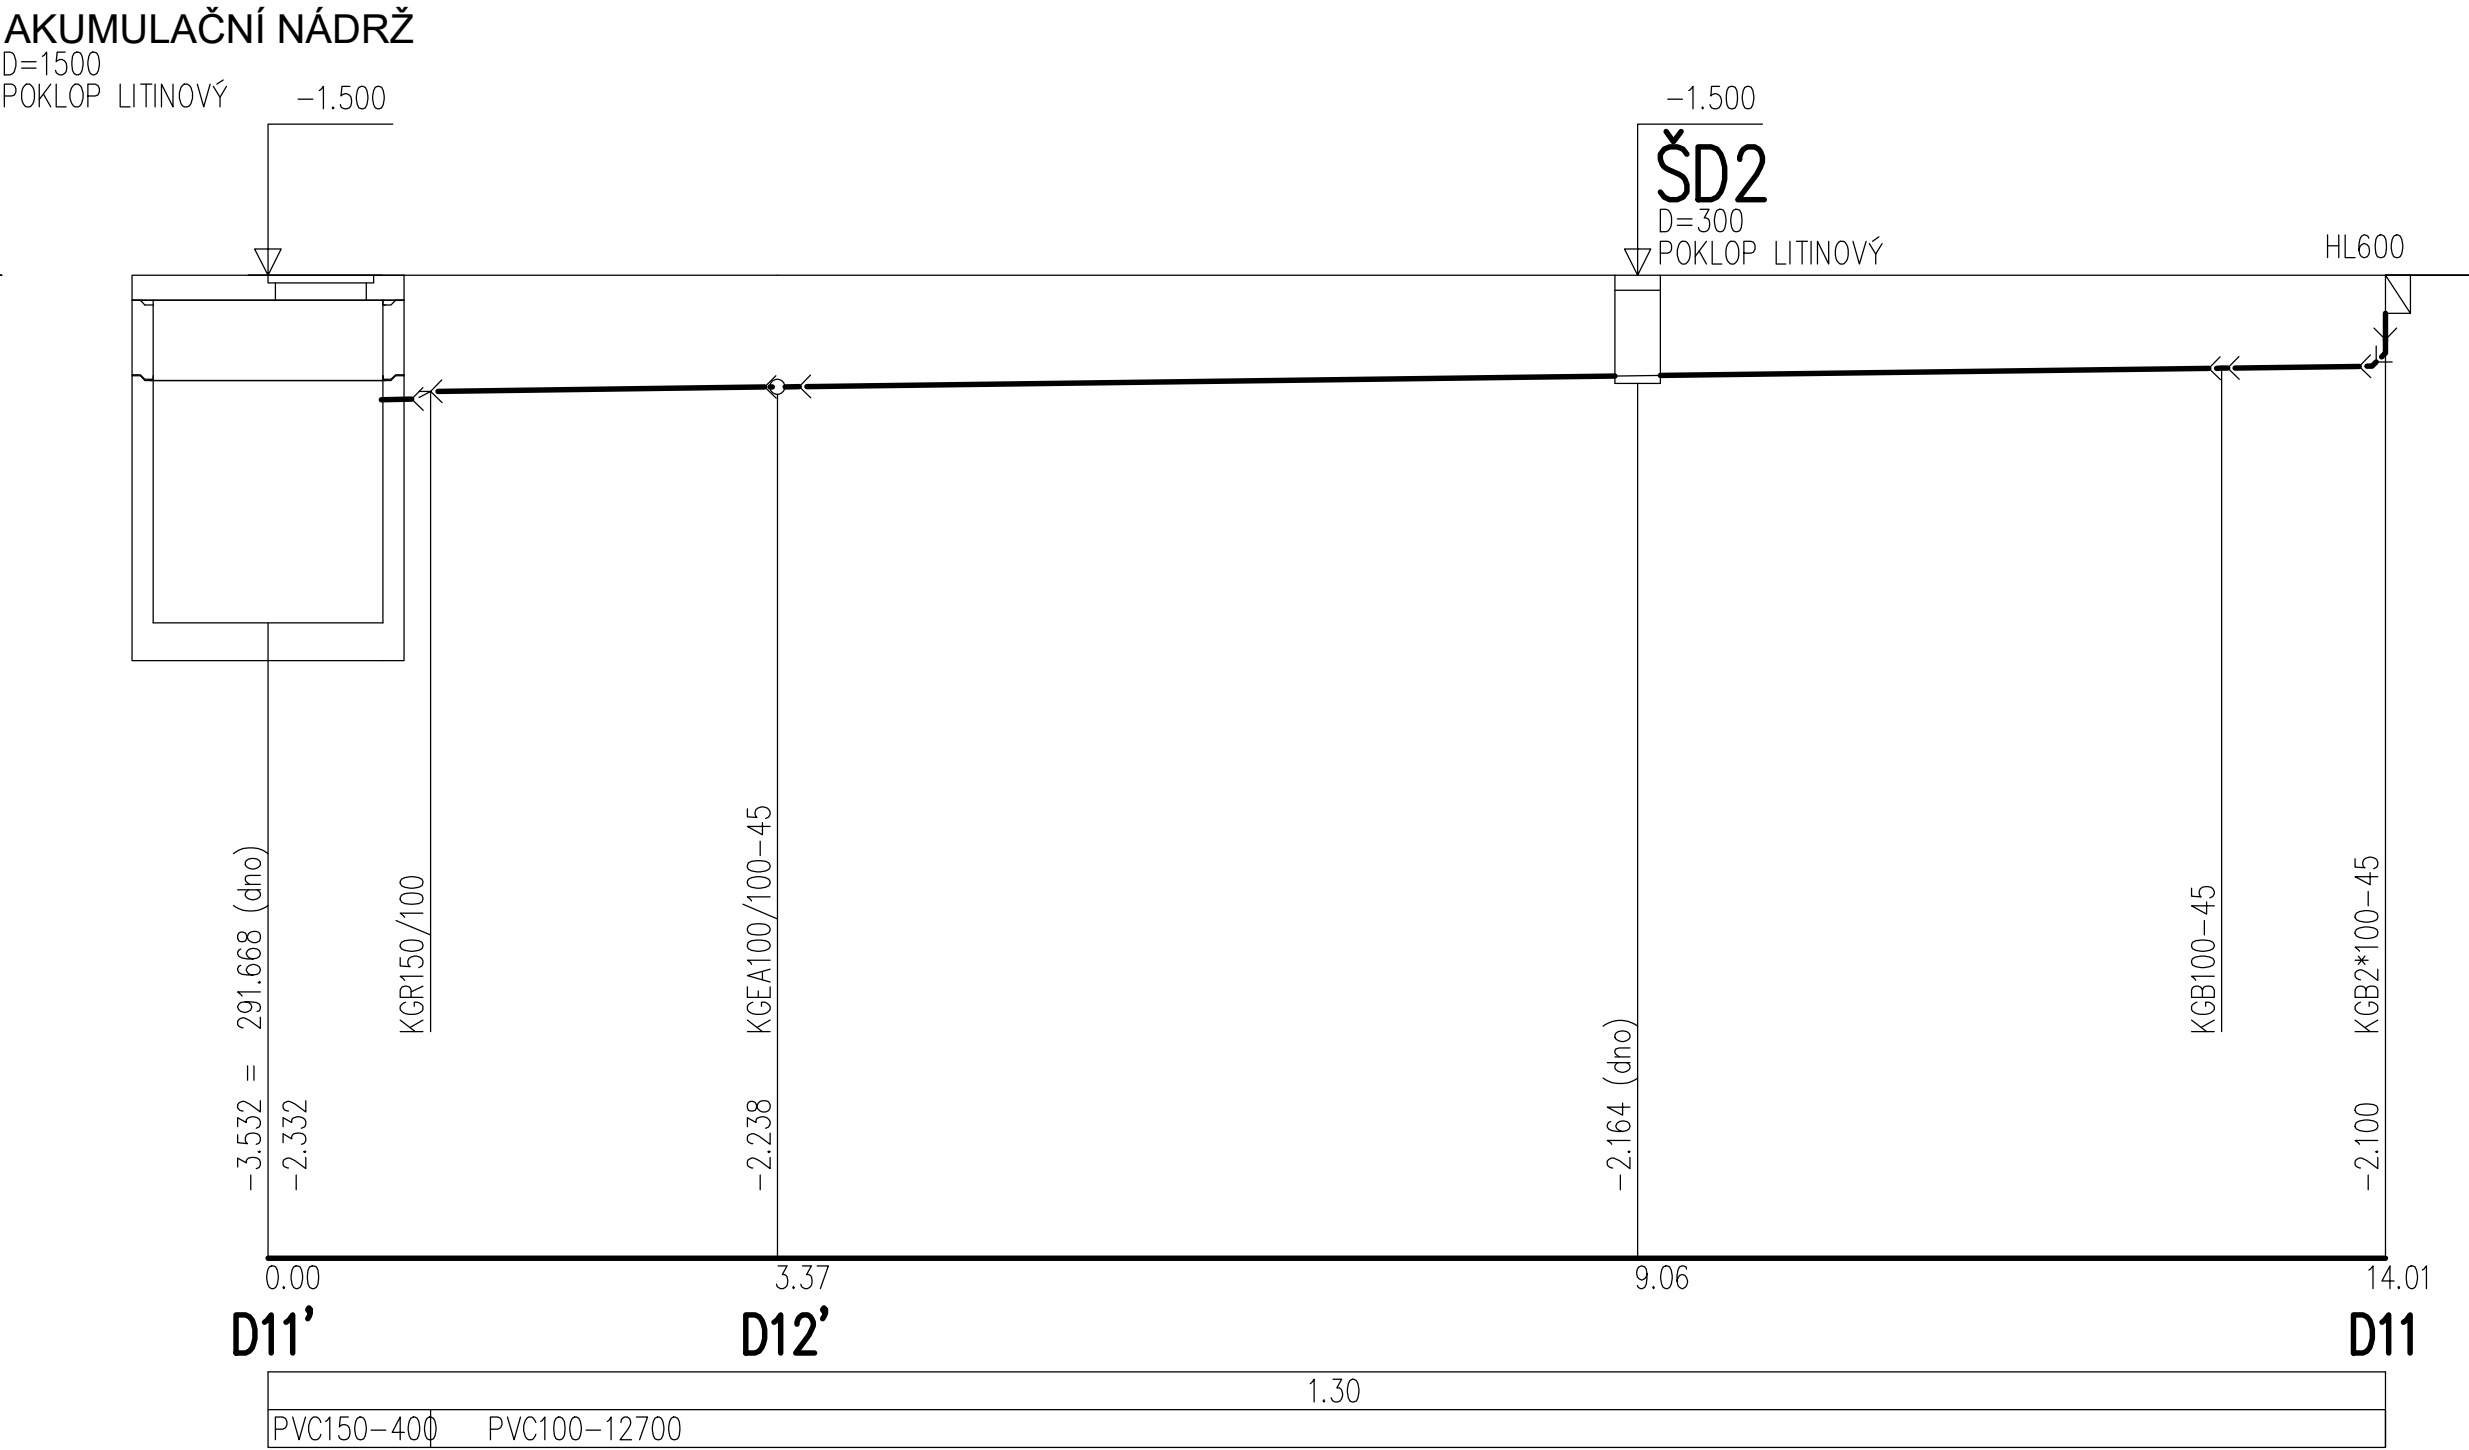 AKUMULAČNÍ NÁDRŽ
D=1500
POKLOP LITINOVÝ
-1.500
-1.500
ŠD2
D=300
POKLOP LITINOVÝ
HL600
-3.532 = 291.668 (dno)
-2.332
KGR150/100
-2.238 KGEA100/100-45
-2.164 (dno)
KGB100-45
-2.100 KGB2*100-45
0.00
3.37
9.06
14.01
D11'
D12'
D11
1.30
PVC150-400
PVC100-12700